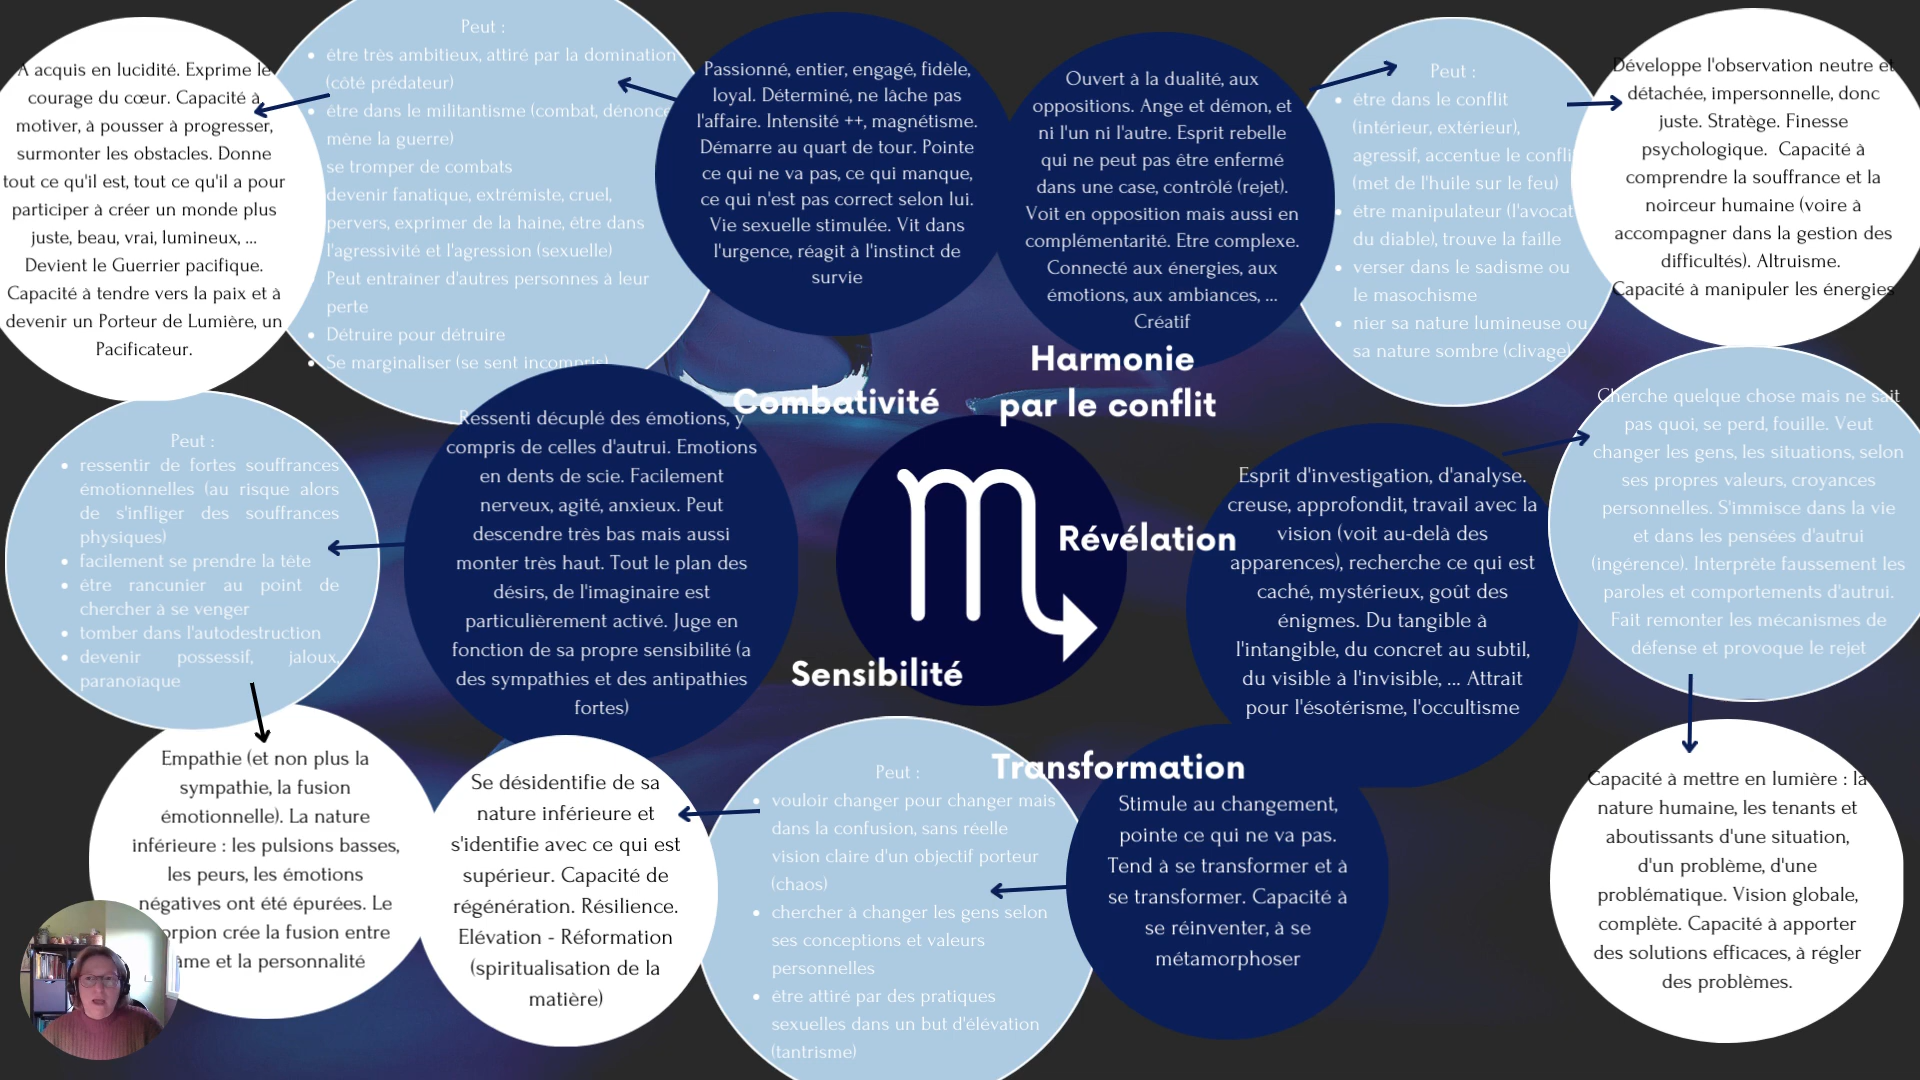 A acquis en lucidité. Exprime le
courage du cœur. Capacité à
motiver, à pousser à progresser,
surmonter les obstacles. Donne
tout ce qu'il est, tout ce qu'il a pour
participer à créer un monde plus
juste, beau, vrai, lumineux, ...
Devient le Guerrier pacifique.
Capacité à tendre vers la paix et à
devenir un Porteur de Lumière, un
Pacificateur.
Peut :
• être très ambitieux, attiré par la domination
(côté prédateur)
• être dans le militantisme (combat, dénonce
mène la guerre)
se tromper de combats
devenir fanatique, extrémiste, cruel,
pervers, exprimer de la haine, être dans
l'agressivité et l'agression (sexuelle)
Peut entraîner d'autres personnes à leur
perte
• Détruire pour détruire
• Se marginaliser (se sent incompris)
Passionné, entier, engagé, fidèle,
loyal. Déterminé, ne lâche pas
l'affaire. Intensité ++, magnétisme.
Démarre au quart de tour. Pointe
ce qui ne va pas, ce qui manque,
ce qui n'est pas correct selon lui.
Vie sexuelle stimulée. Vit dans
l'urgence, réagit à l'instinct de
survie
Combativité
Ouvert à la dualité, aux
oppositions. Ange et démon, et
ni l'un ni l'autre. Esprit rebelle
qui ne peut pas être enfermé
dans une case, contrôlé (rejet).
Voit en opposition mais aussi en
complémentarité. Etre complexe.
Connecté aux énergies, aux
émotions, aux ambiances, ...
Créatif
Harmonie
par le conflit
Peut :
• être dans le conflit
(intérieur, extérieur),
agressif, accentue le confli
(met de l'huile sur le feu)
• être manipulateur (l'avocat
du diable), trouve la faille
• verser dans le sadisme ou
le masochisme
• nier sa nature lumineuse ou
sa nature sombre (clivage)
Développe l'observation neutre et
détachée, impersonnelle, donc
juste. Stratège. Finesse
psychologique. Capacité à
comprendre la souffrance et la
noirceur humaine (voire à
accompagner dans la gestion des
difficultés). Altruisme.
Capacité à manipuler les énergies
Peut :
• ressentir de fortes souffrances
émotionnelles (au risque alors
de s'infliger des souffrances
physiques)
• facilement se prendre la tête
• être rancunier au point de
chercher à se venger
• tomber dans l'autodestruction
• devenir possessif, jaloux,
paranoïaque
Ressenti décuplé des émotions, y
compris de celles d'autrui. Emotions
en dents de scie. Facilement
nerveux, agité, anxieux. Peut
descendre très bas mais aussi
monter très haut. Tout le plan des
désirs, de l'imaginaire est
particulièrement activé. Juge en
fonction de sa propre sensibilité (a
des sympathies et des antipathies
fortes)
Sensibilité
Révélation
Esprit d'investigation, d'analyse.
creuse, approfondit, travail avec la
vision (voit au-delà des
apparences), recherche ce qui est
caché, mystérieux, goût des
énigmes. Du tangible à
l'intangible, du concret au subtil,
du visible à l'invisible, ... Attrait
pour l'ésotérisme, l'occultisme
Cherche quelque chose mais ne sait
pas quoi, se perd, fouille. Veut
changer les gens, les situations, selon
ses propres valeurs, croyances
personnelles. S'immisce dans la vie
et dans les pensées d'autrui
(ingérence). Interprète faussement les
paroles et comportements d'autrui.
Fait remonter les mécanismes de
défense et provoque le rejet
Empathie (et non plus la
sympathie, la fusion
émotionnelle). La nature
inférieure : les pulsions basses,
les peurs, les émotions
négatives ont été épurées. Le
orpion crée la fusion entre
âme et la personnalité
Se désidentifie de sa
nature inférieure et
s'identifie avec ce qui est
supérieur. Capacité de
régénération. Résilience.
Elévation - Réformation
(spiritualisation de la
matière)
Peut :
• vouloir changer pour changer mais
dans la confusion, sans réelle
vision claire d'un objectif porteur
(chaos)
• chercher à changer les gens selon
ses conceptions et valeurs
personnelles
• être attiré par des pratiques
sexuelles dans un but d'élévation
(tantrisme)
Transformation
Stimule au changement,
pointe ce qui ne va pas.
Tend à se transformer et à
se transformer. Capacité à
se réinventer, à se
métamorphoser
Capacité à mettre en lumière : la
nature humaine, les tenants et
aboutissants d'une situation,
d'un problème, d'une
problématique. Vision globale,
complète. Capacité à apporter
des solutions efficaces, à régler
des problèmes.